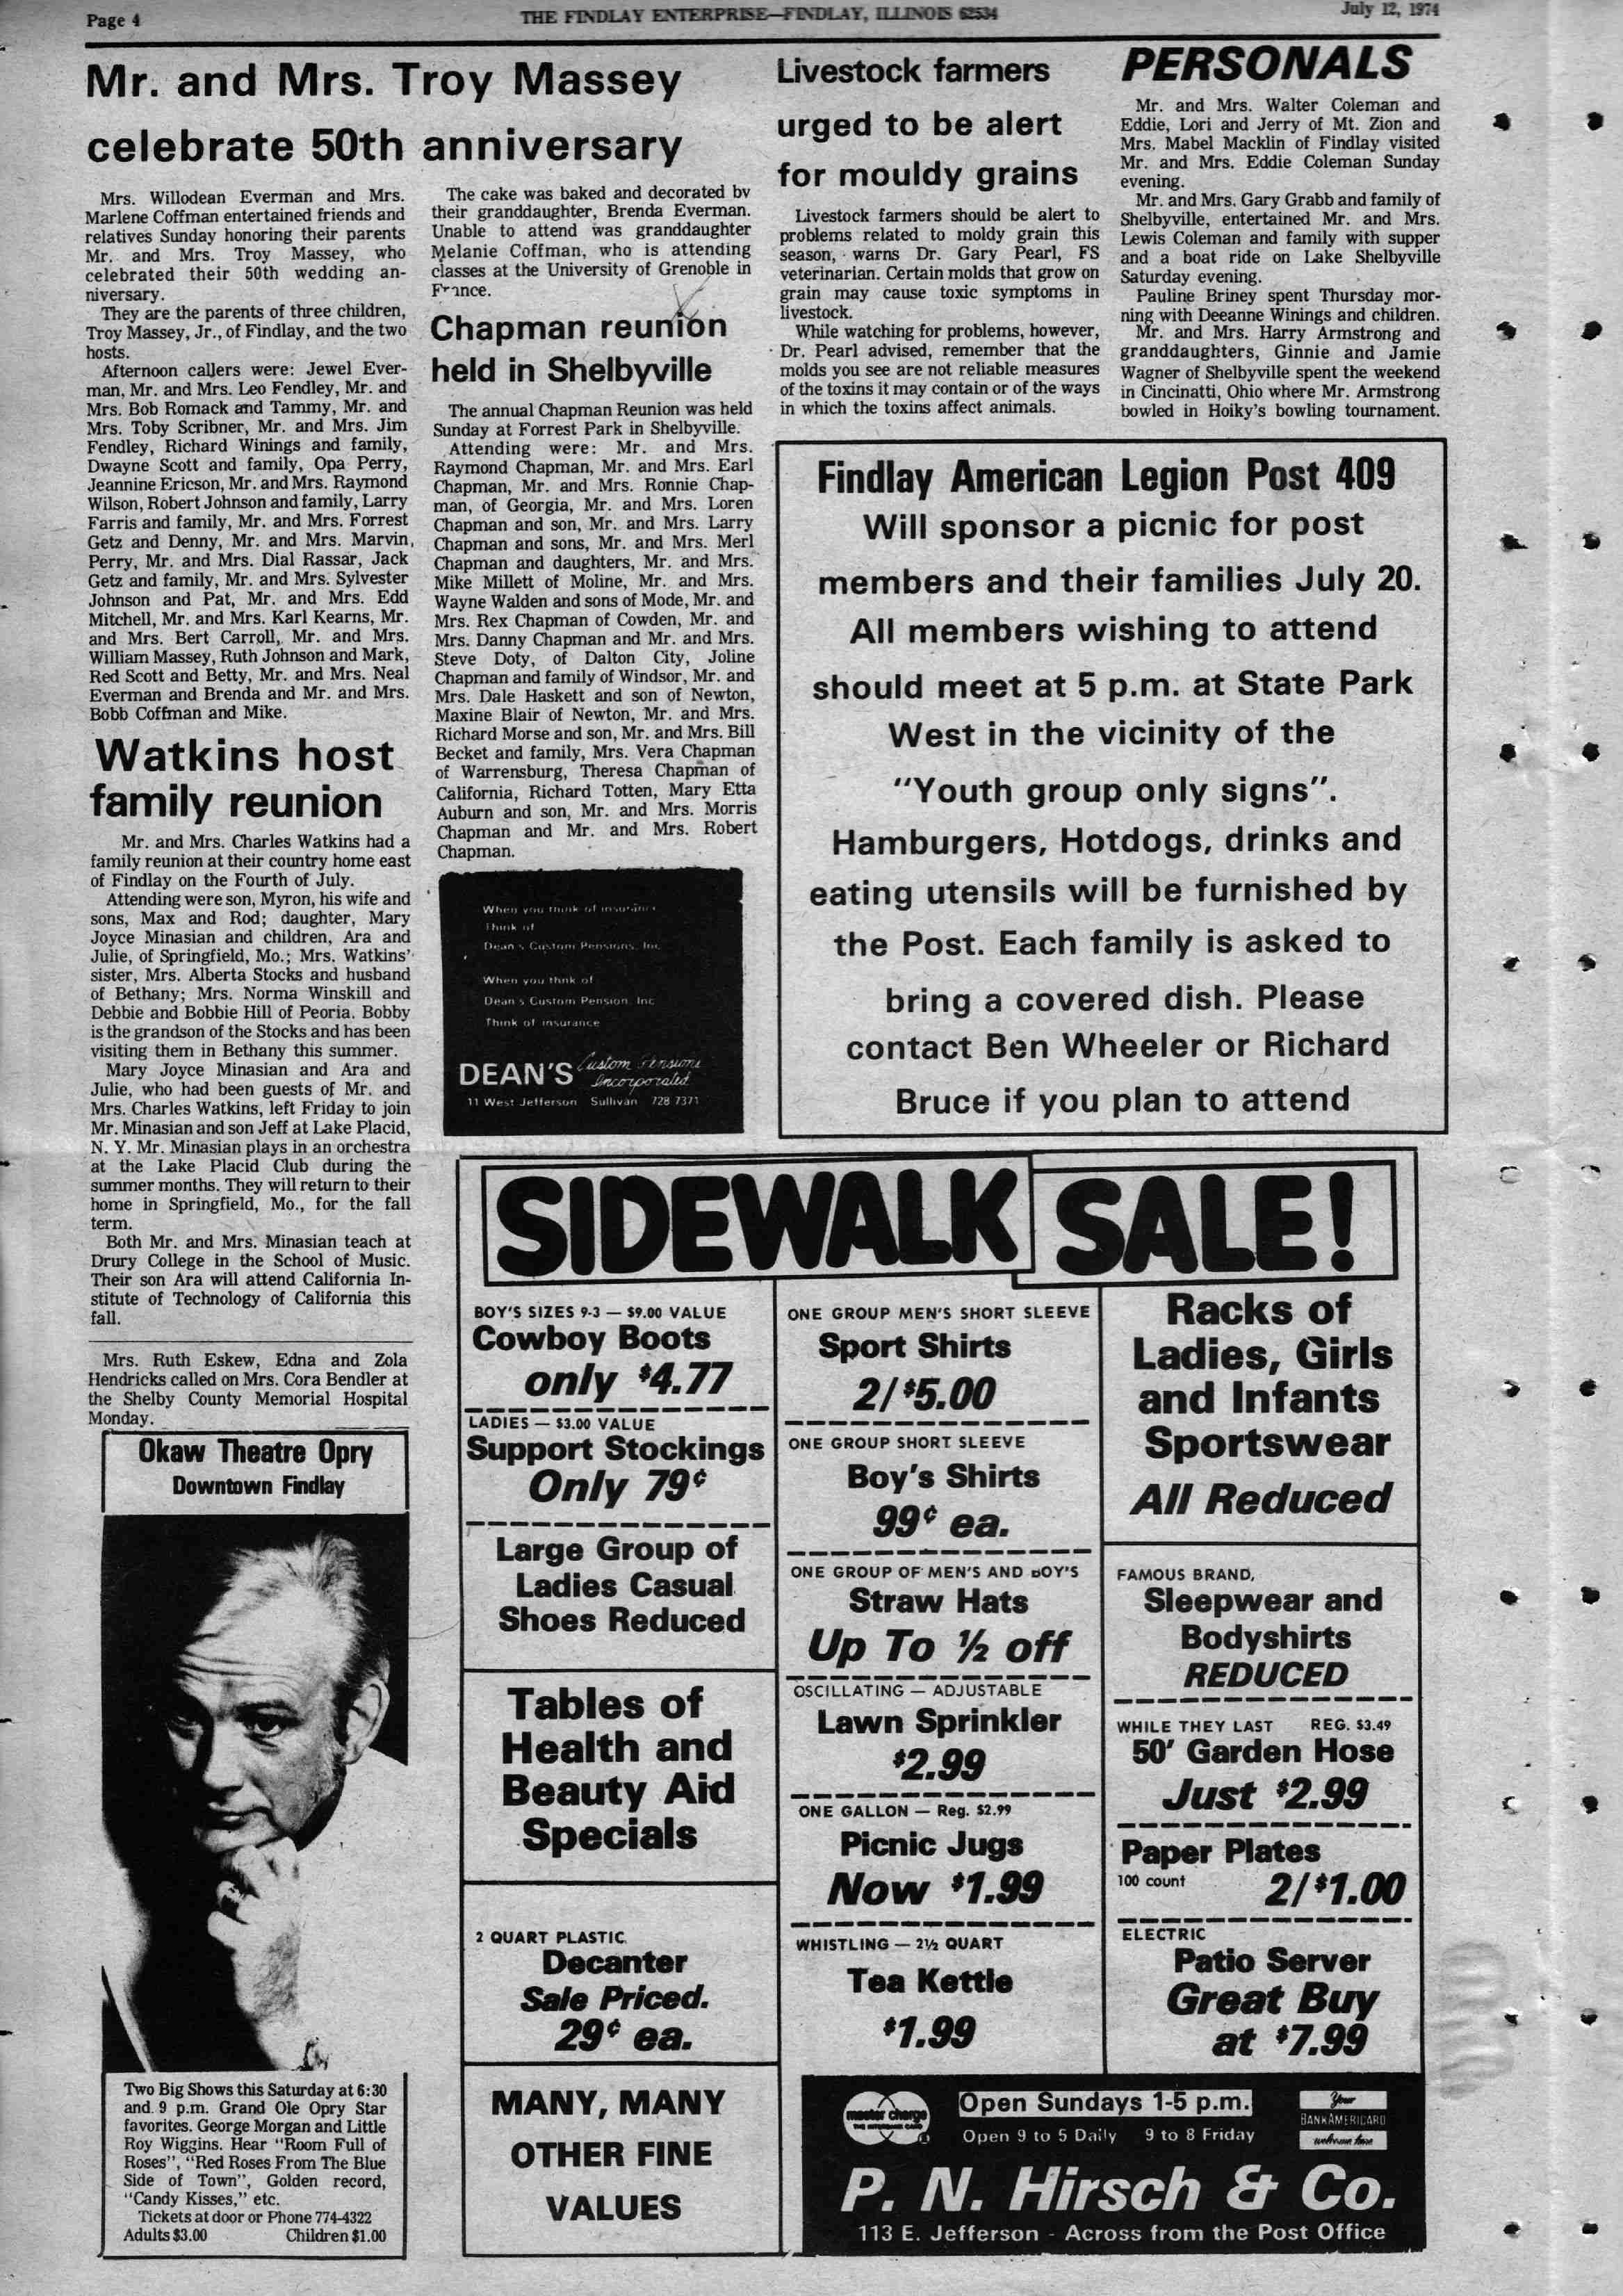 Page 4
THE FINDLAY ENTERPRISE—FINDLAY, ILLINOIS 62534
July 12, 1974
Mr. and Mrs. Troy Massey
celebrate 50th anniversary
Mrs. Willodean Everman and Mrs.
Marlene Coffman entertained friends and
relatives Sunday honoring their parents
Mr. and Mrs. Troy Massey, who
celebrated their 50th wedding an-
niversary.
They are the parents of three children,
Troy Massey, Jr., of Findlay, and the two
hosts.
Afternoon callers were: Jewel Ever-
man, Mr. and Mrs. Leo Fendley, Mr. and
Mrs. Bob Romack and Tammy, Mr. and
Mrs. Toby Scribner, Mr. and Mrs. Jim
Fendley, Richard Winings and family,
Dwayne Scott and family, Opa Perry,
Jeannine Ericson, Mr. and Mrs. Raymond
Wilson, Robert Johnson and family, Larry
Farris and family, Mr. and Mrs. Forrest
Getz and Denny, Mr. and Mrs. Marvin,
Perry, Mr. and Mrs. Dial Rassar, Jack
Getz and family, Mr. and Mrs. Sylvester
Johnson and Pat, Mr. and Mrs. Edd
Mitchell, Mr. and Mrs. Karl Kearns, Mr.
and Mrs. Bert Carroll, Mr. and Mrs.
William Massey, Ruth Johnson and Mark,
Red Scott and Betty, Mr. and Mrs. Neal
Everman and Brenda and Mr. and Mrs.
Bobb Coffman and Mike.
The cake was baked and decorated by
their granddaughter, Brenda Everman.
Unable to attend was granddaughter
Melanie Coffman, who is attending
classes at the University of Grenoble in
France.
Watkins host
family reunion
Mr. and Mrs. Charles Watkins had a
family reunion at their country home east
of Findlay on the Fourth of July.
Attending were son, Myron, his wife and
sons, Max and Rod; daughter, Mary
Joyce Minasian and children, Ara and
Julie, of Springfield, Mo.; Mrs. Watkins'
sister, Mrs. Alberta Stocks and husband
of Bethany; Mrs. Norma Winskill and
Debbie and Bobbie Hill of Peoria. Bobby
is the grandson of the Stocks and has been
visiting them in Bethany this summer.
Mary Joyce Minasian and Ara and
Julie, who had been guests of Mr. and
Mrs. Charles Watkins, left Friday to join
Mr. Minasian and son Jeff at Lake Placid,
N. Y. Mr. Minasian plays in an orchestra
at the Lake Placid Club during the
summer months. They will return to their
home in Springfield, Mo., for the fall
term.
Both Mr. and Mrs. Minasian teach at
Drury College in the School of Music.
Their son Ara will attend California In-
stitute of Technology of California this
fall.
Mrs. Ruth Eskew, Edna and Zola
Hendricks called on Mrs. Cora Bendler at
the Shelby County Memorial Hospital
Monday.
Okaw Theatre Opry
Downtown Findlay
Two Big Shows this Saturday at 6:30
and 9 p.m. Grand Ole Opry Star
favorites. George Morgan and Little
Roy Wiggins. Hear "Room Full of
Roses", "Red Roses From The Blue
Side of Town", Golden record,
"Candy Kisses," etc.
Tickets at door or Phone 774-4322
Adults $3.00 Children $1.00
Chapman reunion
held in Shelbyville
The annual Chapman Reunion was held
Sunday at Forrest Park in Shelbyville.
Attending were: Mr. and Mrs.
Raymond Chapman, Mr. and Mrs. Earl
Chapman, Mr. and Mrs. Ronnie Chap-
man, of Georgia, Mr. and Mrs. Loren
Chapman and son, Mr. and Mrs. Larry
Chapman and sons, Mr. and Mrs. Merl
Chapman and daughters, Mr. and Mrs.
Mike Millett of Moline, Mr. and Mrs.
Wayne Walden and sons of Mode, Mr. and
Mrs. Rex Chapman of Cowden, Mr. and
Mrs. Danny Chapman and Mr. and Mrs.
Steve Doty, of Dalton City, Joline
Chapman and family of Windsor, Mr. and
Mrs. Dale Haskett and son of Newton,
Maxine Blair of Newton, Mr. and Mrs.
Richard Morse and son, Mr. and Mrs. Bill
Becket and family, Mrs. Vera Chapman
of Warrensburg, Theresa Chapman of
California, Richard Totten, Mary Etta
Auburn and son, Mr. and Mrs. Morris
Chapman and Mr. and Mrs. Robert
Chapman.
When you think of insurance
Think of
Dean's Custom Pensions, Inc.
When you thnk of
Dean's Custom Pension Inc
Think of insurance
DEAN'S Custom Pensions
Incorporated
11 West Jefferson Sullivan 728 7371
Livestock farmers
urged to be alert
for mouldy grains
Livestock farmers should be alert to
problems related to moldy grain this
season, warns Dr. Gary Pearl, FS
veterinarian. Certain molds that grow on
grain may cause toxic symptoms in
livestock.
While watching for problems, however,
Dr. Pearl advised, remember that the
molds you see are not reliable measures
of the toxins it may contain or of the ways
in which the toxins affect animals.
PERSONALS
Mr. and Mrs. Walter Coleman and
Eddie, Lori and Jerry of Mt. Zion and
Mrs. Mabel Macklin of Findlay visited
Mr. and Mrs. Eddie Coleman Sunday
evening.
Mr. and Mrs. Gary Grabb and family of
Shelbyville, entertained Mr. and Mrs.
Lewis Coleman and family with supper
and a boat ride on Lake Shelbyville
Saturday evening.
Pauline Briney spent Thursday mor-
ning with Deeanne Winings and children.
Mr. and Mrs. Harry Armstrong and
granddaughters, Ginnie and Jamie
Wagner of Shelbyville spent the weekend
in Cincinatti, Ohio where Mr. Armstrong
bowled in Hoiky's bowling tournament.
Findlay American Legion Post 409
Will sponsor a picnic for post
members and their families July 20.
All members wishing to attend
should meet at 5 p.m. at State Park
West in the vicinity of the
"Youth group only signs".
Hamburgers, Hotdogs, drinks and
eating utensils will be furnished by
the Post. Each family is asked to
bring a covered dish. Please
contact Ben Wheeler or Richard
Bruce if you plan to attend
SIDEWALK SALE!
BOY'S SIZES 9-3 — $9.00 VALUE
Cowboy Boots
only $4.77
LADIES — $3.00 VALUE
Support Stockings
Only 79¢
Large Group of
Ladies Casual
Shoes Reduced
Tables of
Health and
Beauty Aid
Specials
2 QUART PLASTIC
Decanter
Sale Priced.
29¢ ea.
MANY, MANY
OTHER FINE
VALUES
ONE GROUP MEN'S SHORT SLEEVE
Sport Shirts
2/$5.00
ONE GROUP SHORT SLEEVE
Boy's Shirts
99¢ ea.
ONE GROUP OF MEN'S AND BOY'S
Straw Hats
Up To ½ off
OSCILLATING — ADJUSTABLE
Lawn Sprinkler
$2.99
ONE GALLON — Reg. $2.99
Picnic Jugs
Now $1.99
WHISTLING — 2½ QUART
Tea Kettle
$1.99
Racks of
Ladies, Girls
and Infants
Sportswear
All Reduced
FAMOUS BRAND,
Sleepwear and
Bodyshirts
REDUCED
WHILE THEY LAST REG. $3.49
50' Garden Hose
Just $2.99
Paper Plates
100 count 2/$1.00
ELECTRIC
Patio Server
Great Buy
at $7.99
master charge
THE INTERBANK CARD
Open Sundays 1-5 p.m.
Open 9 to 5 Daily 9 to 8 Friday
Your
BANKAMERICARD
welcome here
P. N. Hirsch & Co.
113 E. Jefferson - Across from the Post Office